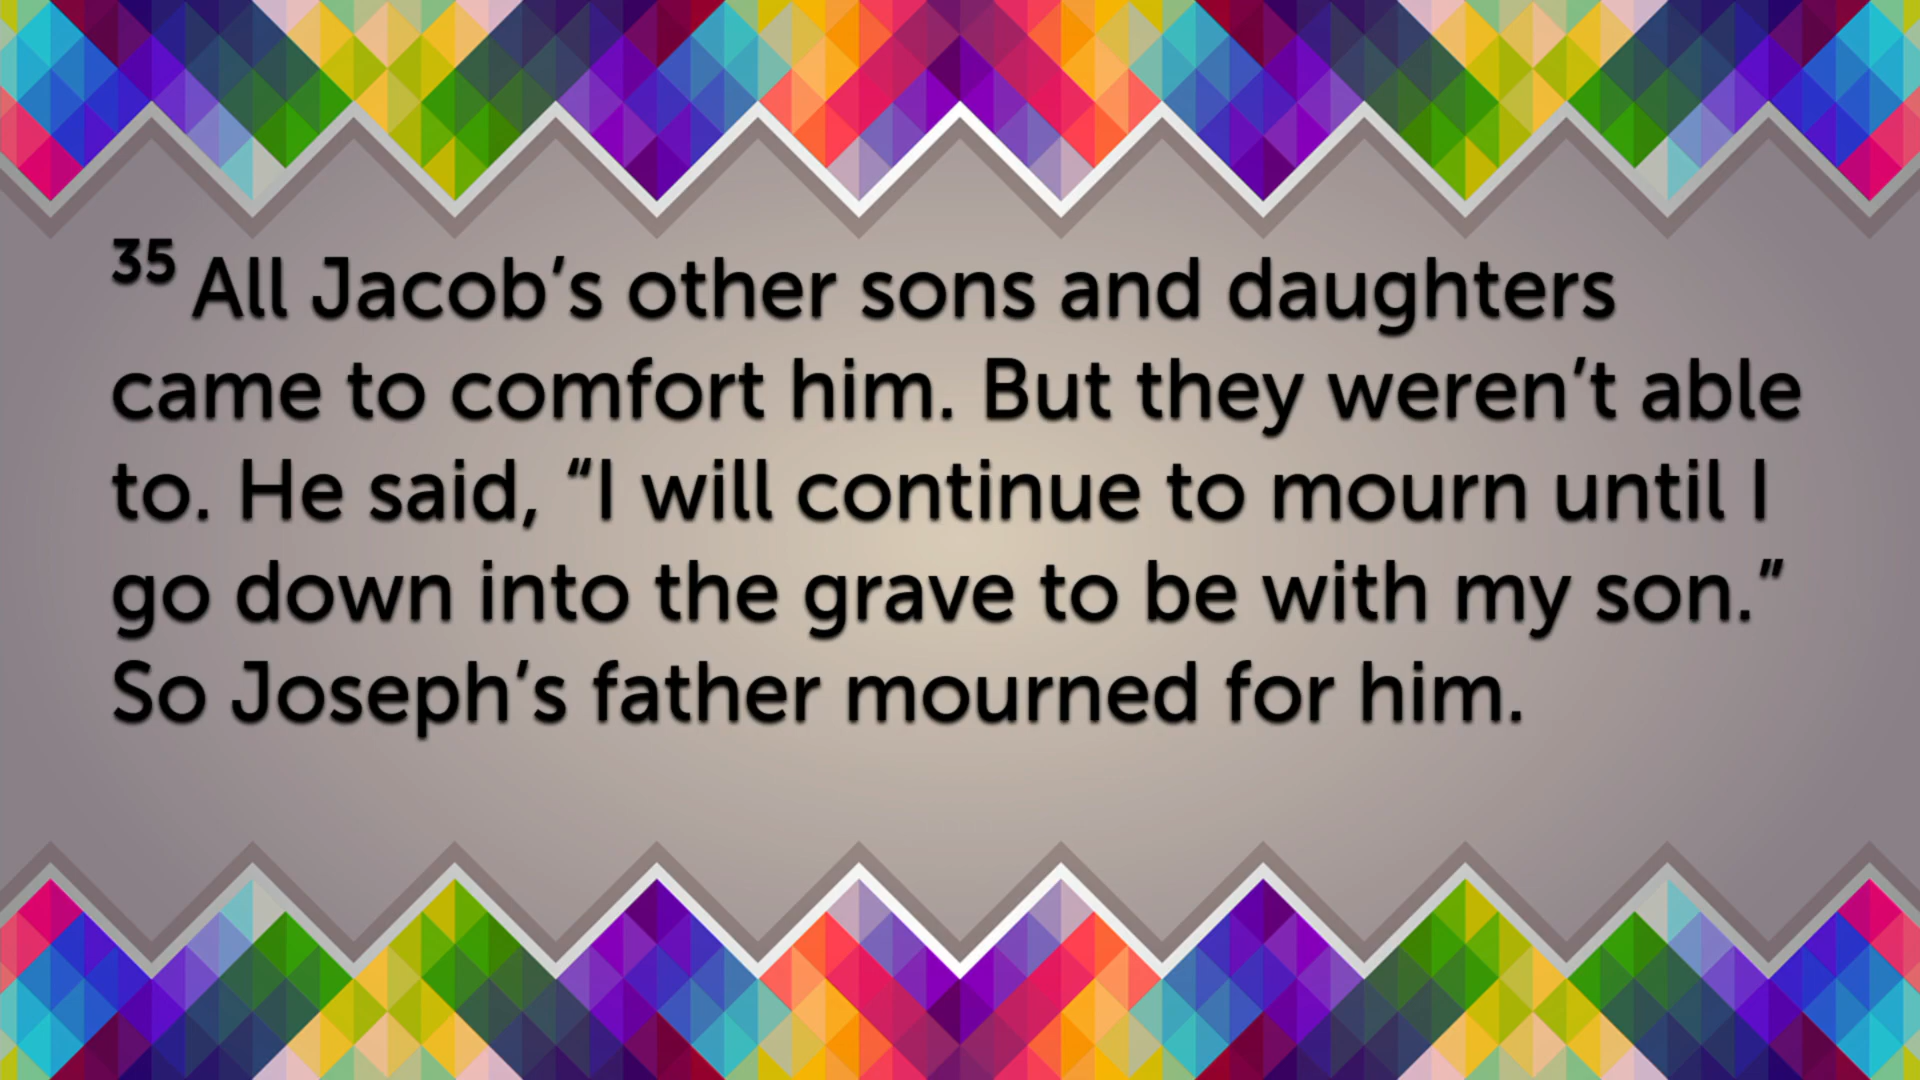 35 All Jacob’s other sons and daughters
came to comfort him. But they weren’t able
to. He said, “I will continue to mourn until I
go down into the grave to be with my son.”
So Joseph’s father mourned for him.